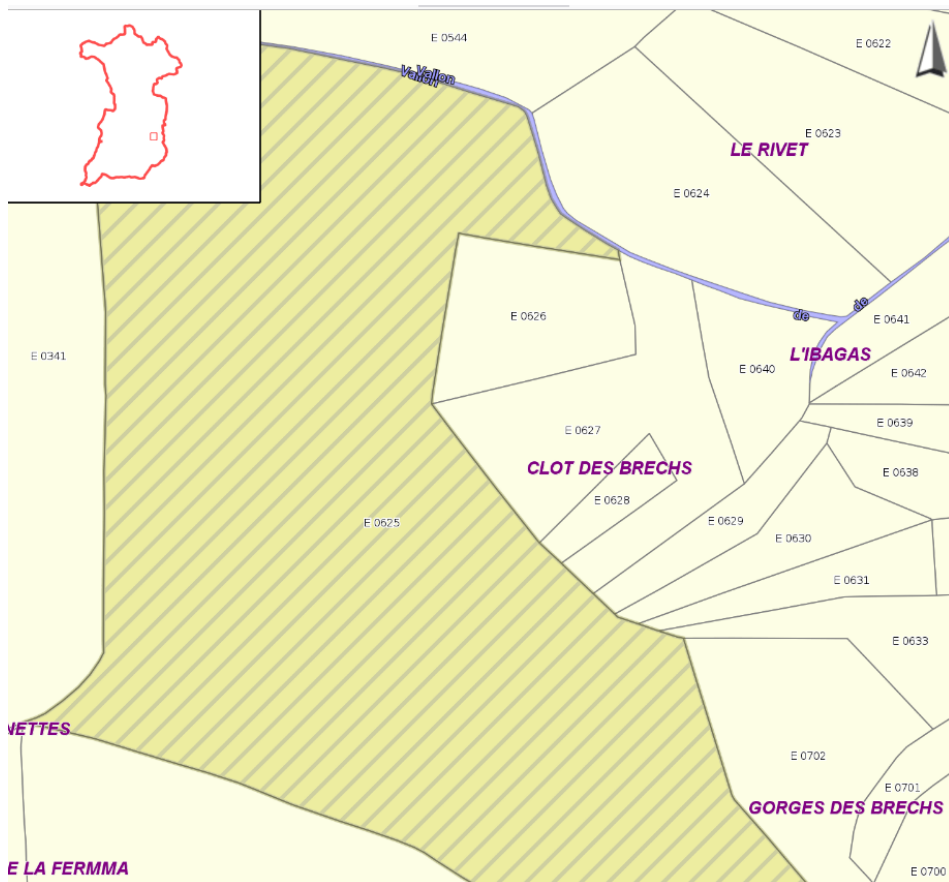 E 0544
E 0622
Vallon
Vallon
E 0623
LE RIVET
E 0624
de
de
E 0626
E 0641
E 0341
L'IBAGAS
E 0640
E 0642
E 0639
E 0627
CLOT DES BRECHS
E 0638
E 0628
E 0625
E 0629
E 0630
E 0631
E 0633
NETTES
E 0702
E 0701
GORGES DES BRECHS
E LA FERMMA
E 0700